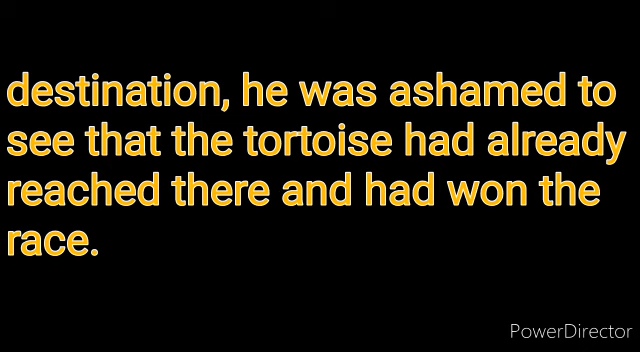 destination, he was ashamed to
see that the tortoise had already
reached there and had won the
race.
PowerDirector